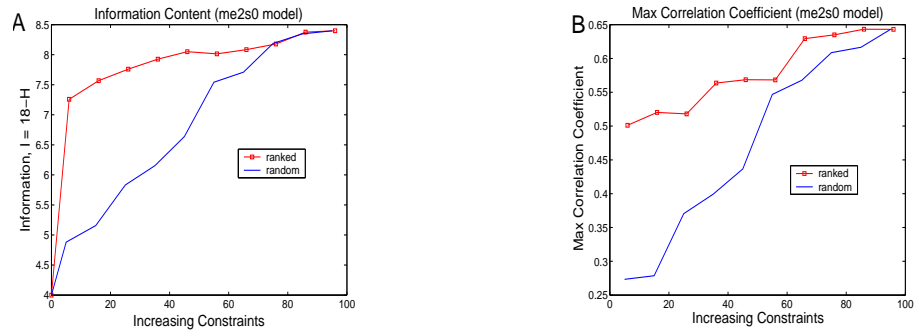 A
Information Content (me2s0 model)
8.5
8
7.5
7
6.5
6
5.5
5
4.5
4
Information, I = 18−H
ranked
random
0
20
40
60
80
100
Increasing Constraints
B
Max Correlation Coefficient (me2s0 model)
0.65
0.6
0.55
0.5
0.45
0.4
0.35
0.3
0.25
Max Correlation Coefficient
ranked
random
0
20
40
60
80
100
Increasing Constraints